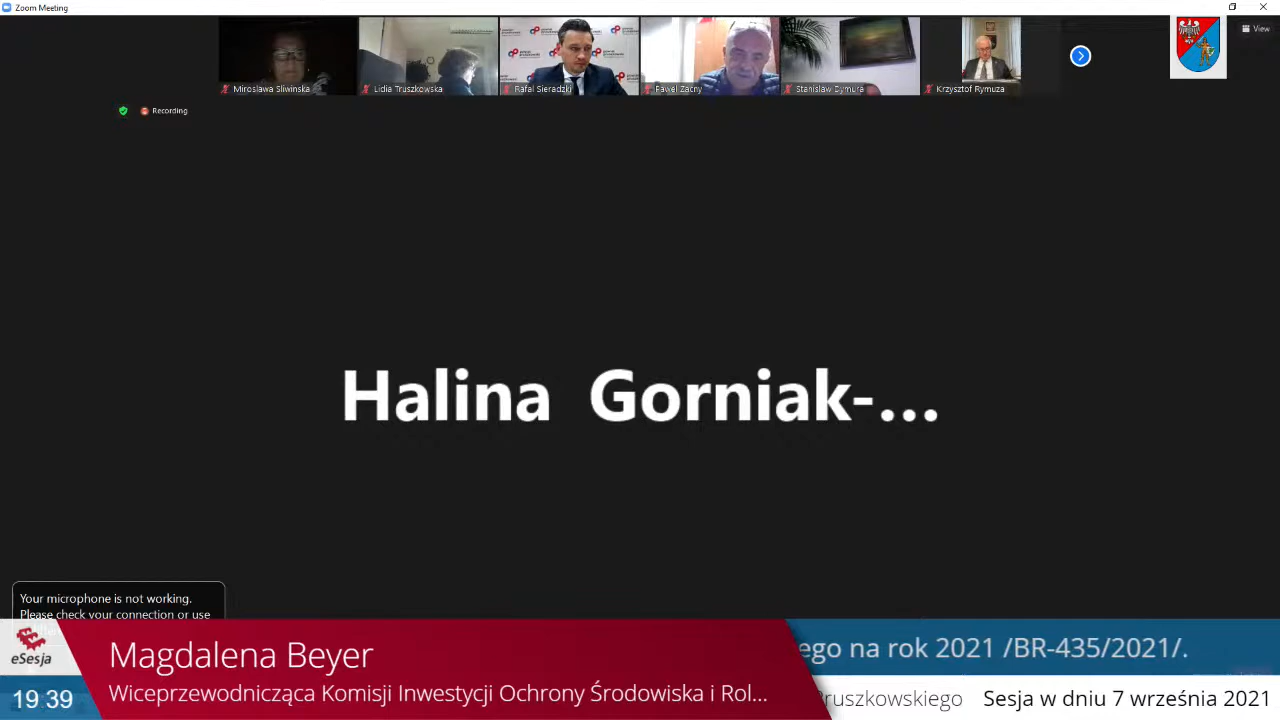 Zoom Meeting
View
Miroslawa Sliwinska
Lidia Truszkowska
Rafal Sieradzki
Pawel Zacny
Stanislaw Dymura
Krzysztof Rymuza
Recording
Halina Gorniak-...
Your microphone is not working.
Please check your connection or use
eSesja
Magdalena Beyer
ego na rok 2021 /BR-435/2021/.
19:39
Wiceprzewodnicząca Komisji Inwestycji Ochrony Środowiska i Rol...
Pruszkowskiego
Sesja w dniu 7 września 2021